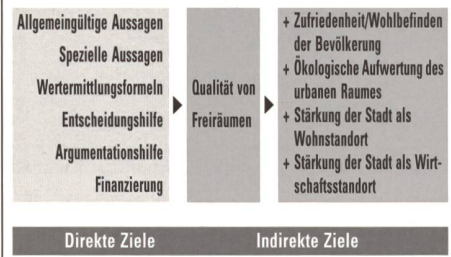 Allgemeingültige Aussagen
Spezielle Aussagen
Wertermittlungsformeln
Entscheidungshilfe
Argumentationshilfe
Finanzierung
Qualität von
Freiräumen
+ Zufriedenheit/Wohlbefinden
der Bevölkerung
+ Ökologische Aufwertung des
urbanen Raumes
+ Stärkung der Stadt als
Wohnstandort
+ Stärkung der Stadt als Wirt-
schaftsstandort
Direkte Ziele
Indirekte Ziele